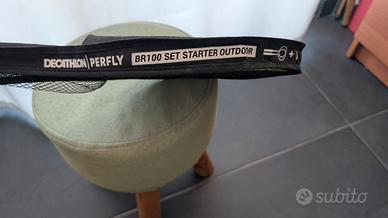 DECATHLON | PERFLY BR100 SET STARTER OUTDOOR
subito